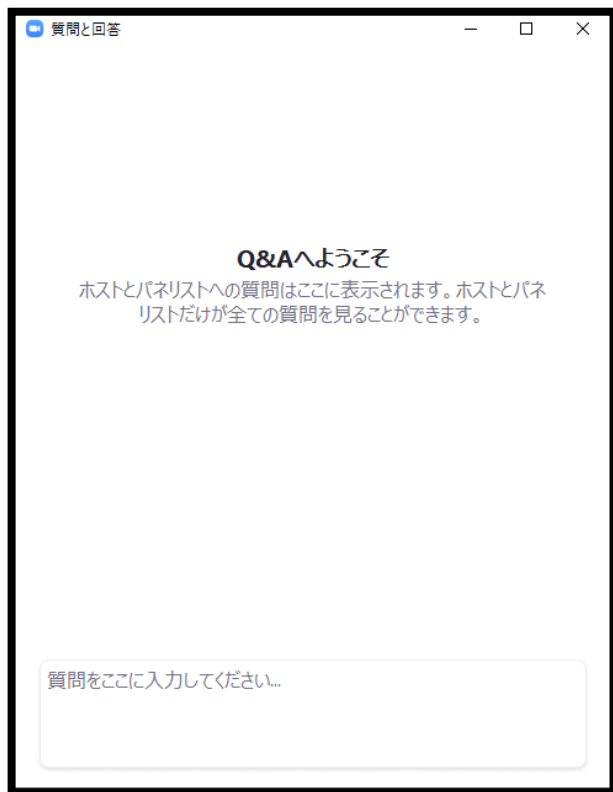 質問と回答
Q&Aへようこそ
ホストとパネリストへの質問はここに表示されます。ホストとパネ
リストだけが全ての質問を見ることができます。
質問をここに入力してください...